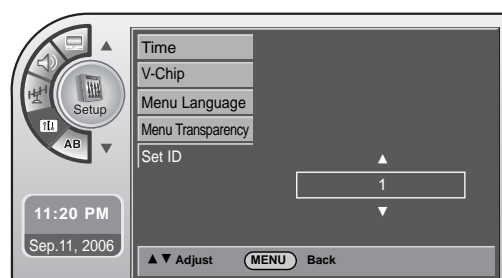 Setup
AB
11:20 PM
Sep.11, 2006
Time
V-Chip
Menu Language
Menu Transparency
Set ID
▲
1
▼
▲▼ Adjust MENU Back